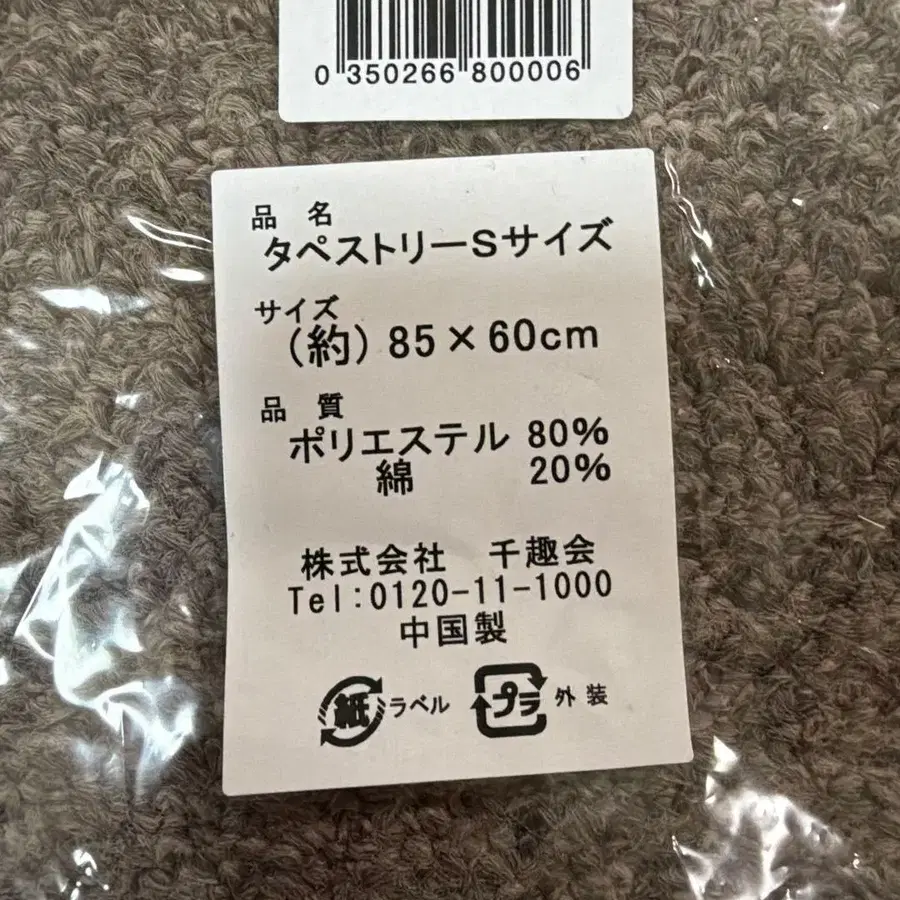 0 350266 800006
品 名
タペストリーSサイズ
サイズ
(約) 85×60cm
品 質
ポリエステル 80%
綿 20%
株式会社 千趣会
Tel:0120-11-1000
中国製
紙 ラベル プラ 外装